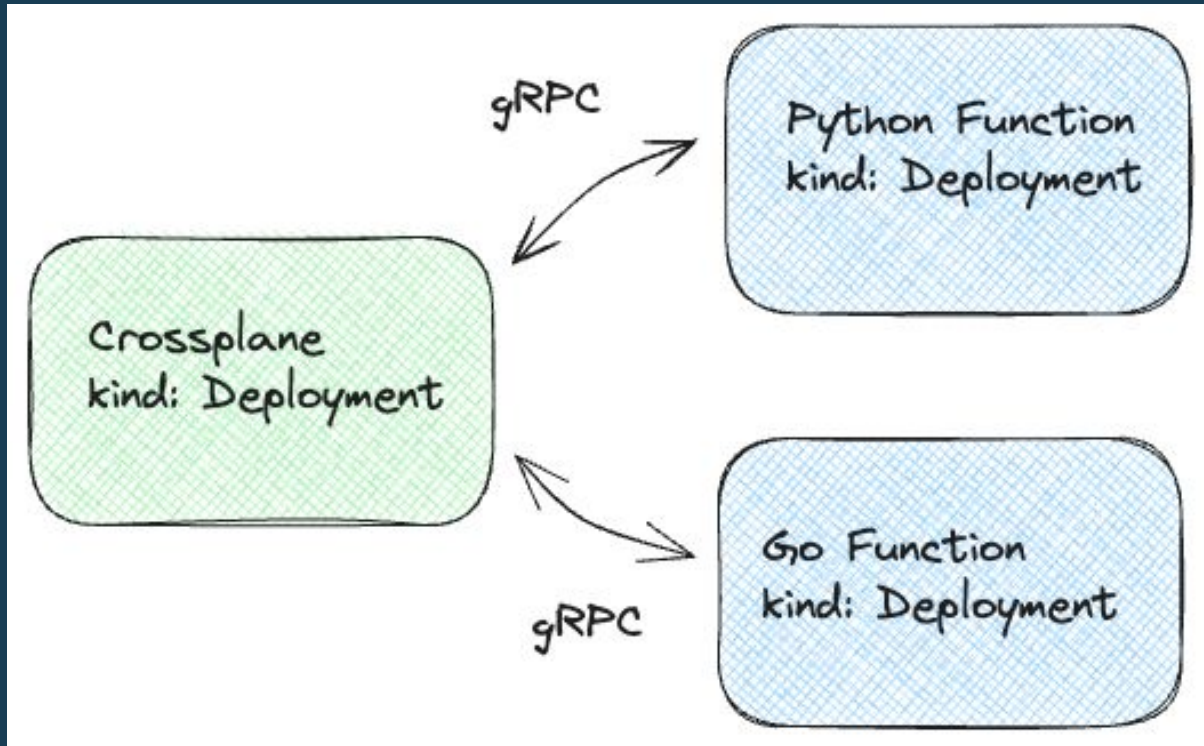 gRPC
Python Function
kind: Deployment
Crossplane
kind: Deployment
Go Function
kind: Deployment
gRPC